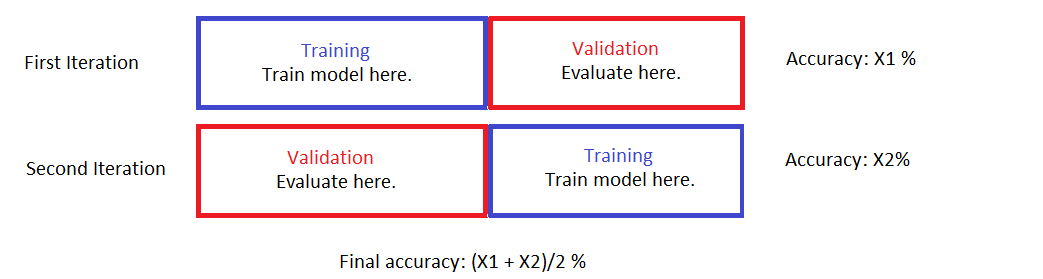 First Iteration
Training
Train model here.
Validation
Evaluate here.
Accuracy: X1 %
Second Iteration
Validation
Evaluate here.
Training
Train model here.
Accuracy: X2%
Final accuracy: (X1 + X2)/2 %